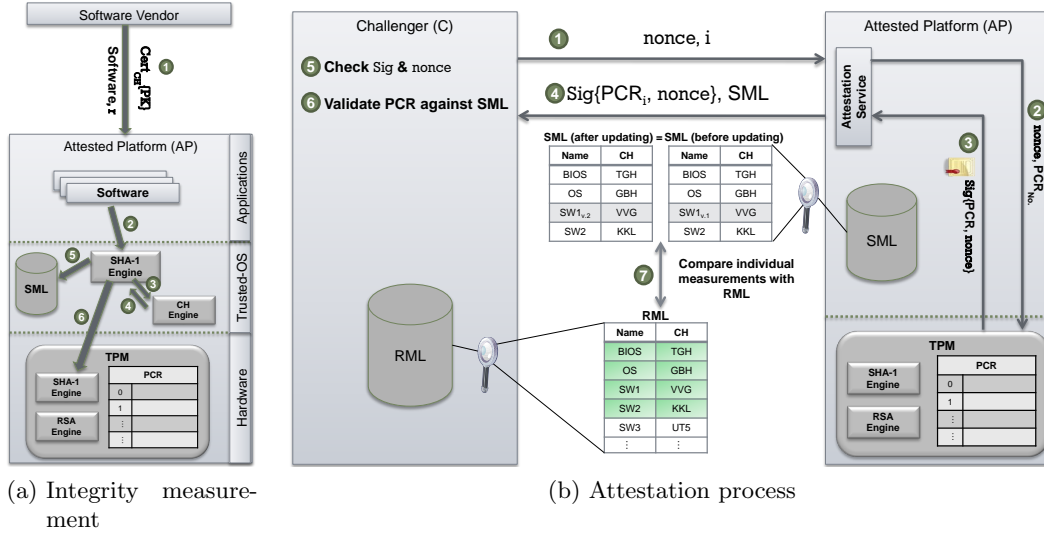 Software Vendor
1
Cert_CH,{PK}
Software, r
Attested Platform (AP)
Software
2
Applications
SHA-1
Engine
5
SML
3
4
CH
Engine
6
Trusted-OS
TPM
SHA-1
Engine
RSA
Engine
PCR
0
1
⋮
⋮
Hardware
(a) Integrity measure-
ment
Challenger (C)
5 Check Sig & nonce
6 Validate PCR against SML
1 nonce, i
4 Sig{PCR_i, nonce}, SML
SML (after updating) = SML (before updating)
Name CH
BIOS TGH
OS GBH
SW1v.2 VVG
SW2 KKL
Name CH
BIOS TGH
OS GBH
SW1v.1 VVG
SW2 KKL
7
Compare individual
measurements with
RML
RML
RML
Name CH
BIOS TGH
OS GBH
SW1 VVG
SW2 KKL
SW3 UT5
⋮ ⋮
Attested Platform (AP)
Attestation
Service
2
nonce, PCR_No.
3
Sig{PCR, nonce}
SML
TPM
SHA-1
Engine
RSA
Engine
PCR
0
1
⋮
⋮
(b) Attestation process